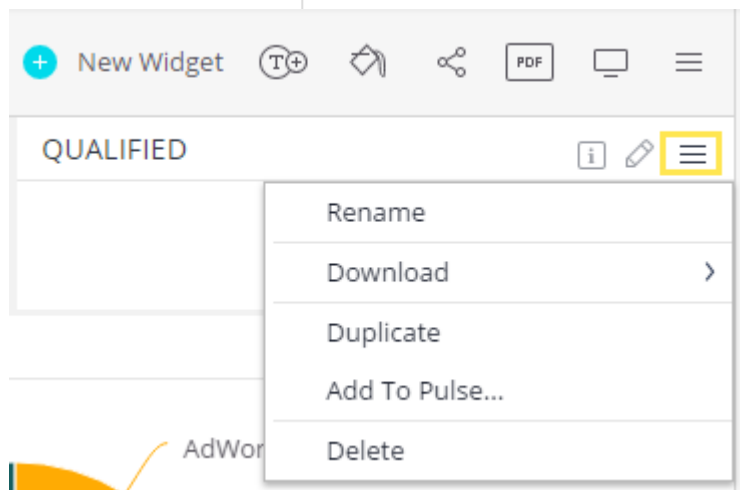 New Widget T PDF
QUALIFIED i
Rename
Download
Duplicate
Add To Pulse...
AdWor
Delete